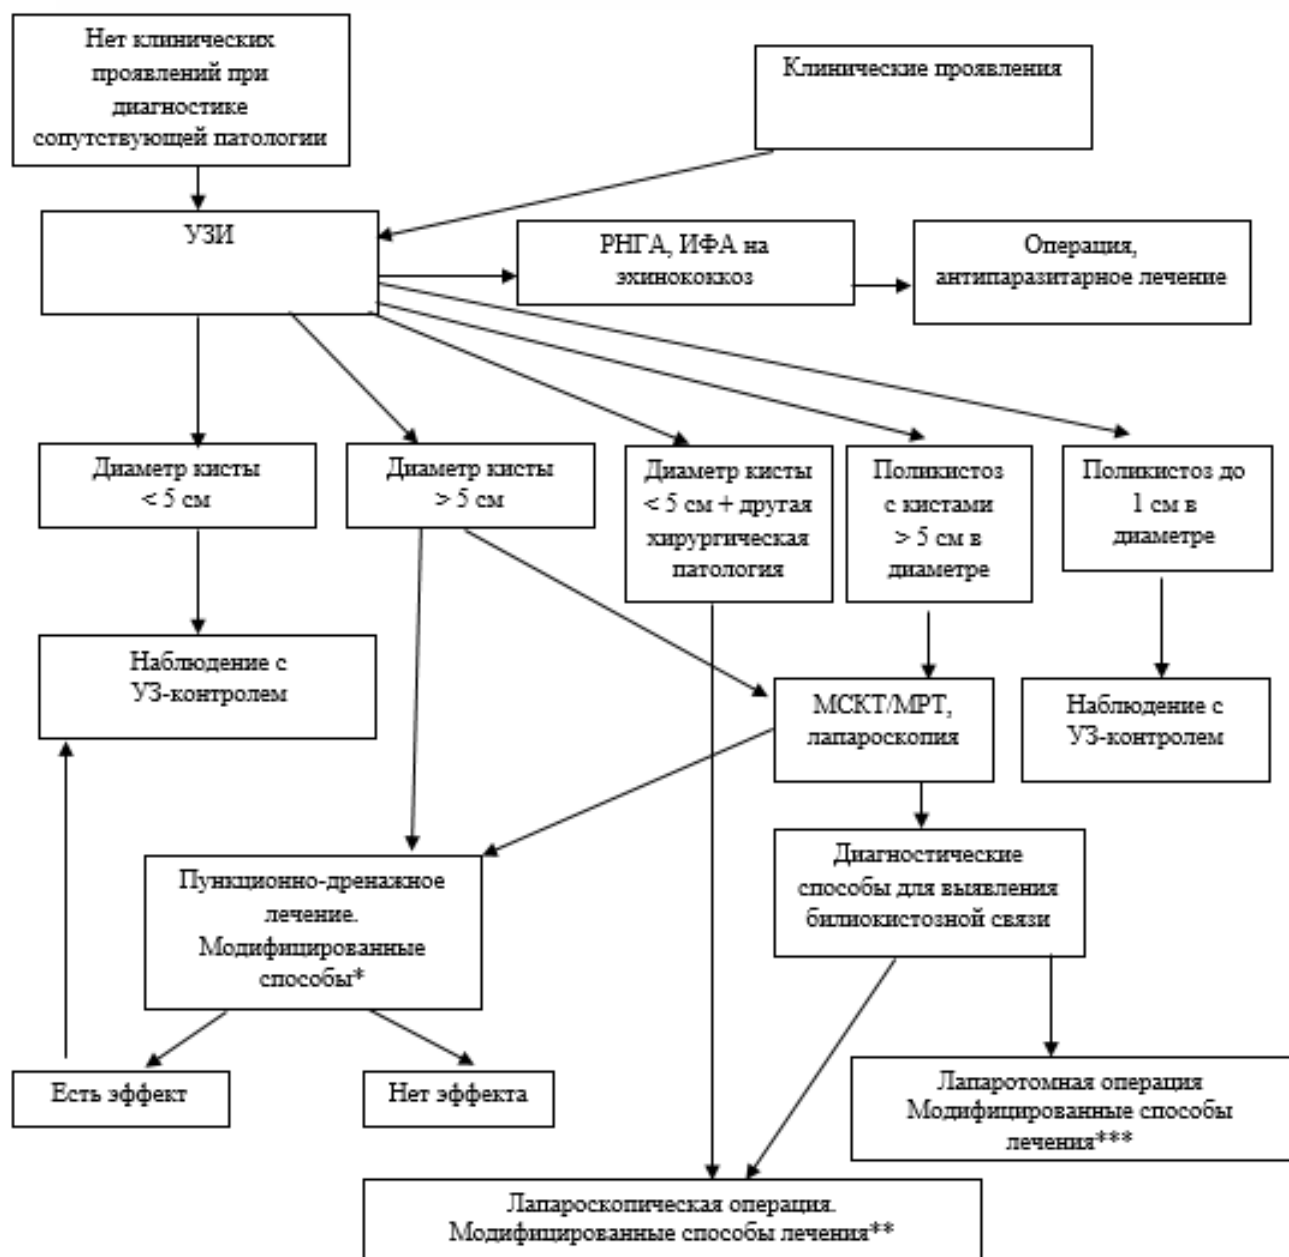 Нет клинических
проявлений при
диагностике
сопутствующей патологии
Клинические проявления
УЗИ
РНГА, ИФА на
эхинококкоз
Операция,
антипаразитарное лечение
Диаметр кисты
< 5 см
Диаметр кисты
> 5 см
Диаметр кисты
< 5 см + другая
хирургическая
патология
Поликистоз
с кистами
> 5 см в
диаметре
Поликистоз до
1 см в
диаметре
Наблюдение с
УЗ-контролем
МСКТ/МРТ,
лапароскопия
Наблюдение с
УЗ-контролем
Пункционно-дренажное
лечение.
Модифицированные
способы*
Диагностические
способы для выявления
билиокистозной связи
Есть эффект
Нет эффекта
Лапаротомная операция
Модифицированные способы
лечения***
Лапароскопическая операция.
Модифицированные способы лечения**